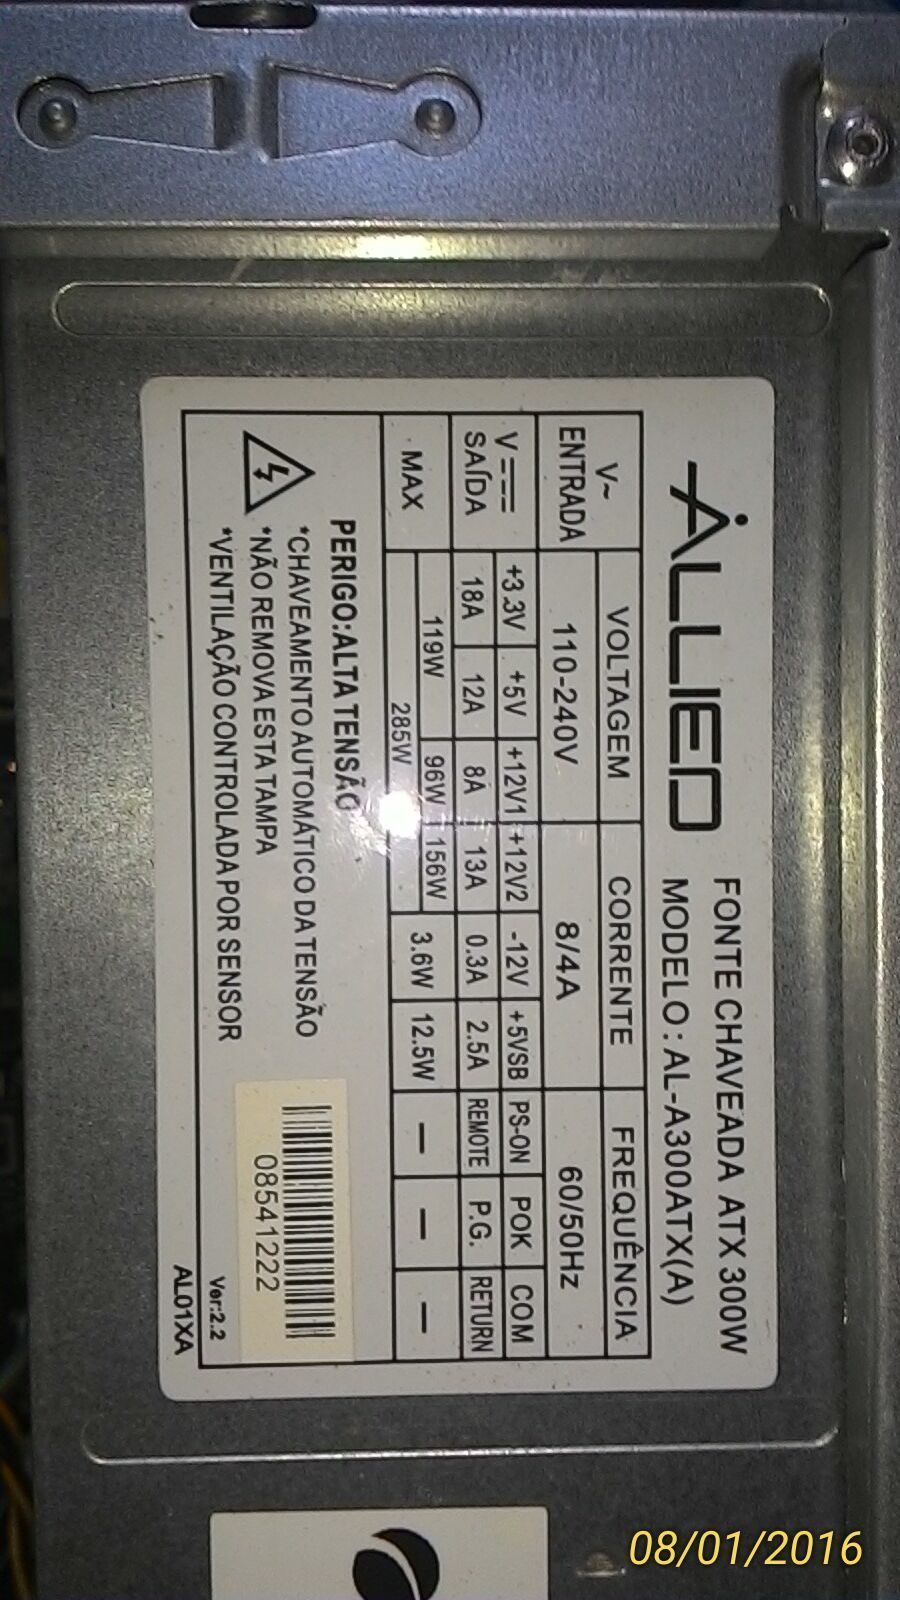 ALLIED
FONTE CHAVEADA ATX 300W
MODELO : AL-A300ATX(A)
V~ ENTRADA VOLTAGEM CORRENTE FREQUÊNCIA
110-240V 8/4A 60/50Hz
V SAÍDA +3.3V +5V +12V1 +12V2 -12V +5VSB PS-ON POK COM
18A 12A 8A 13A 0.3A 2.5A REMOTE P.G. RETURN
MAX 119W 96W 156W 3.6W 12.5W — — —
285W
PERIGO:ALTA TENSÃO
*CHAVEAMENTO AUTOMÁTICO DA TENSÃO
*NÃO REMOVA ESTA TAMPA
*VENTILAÇÃO CONTROLADA POR SENSOR
08541222
Ver:2.2
AL01XA
08/01/2016